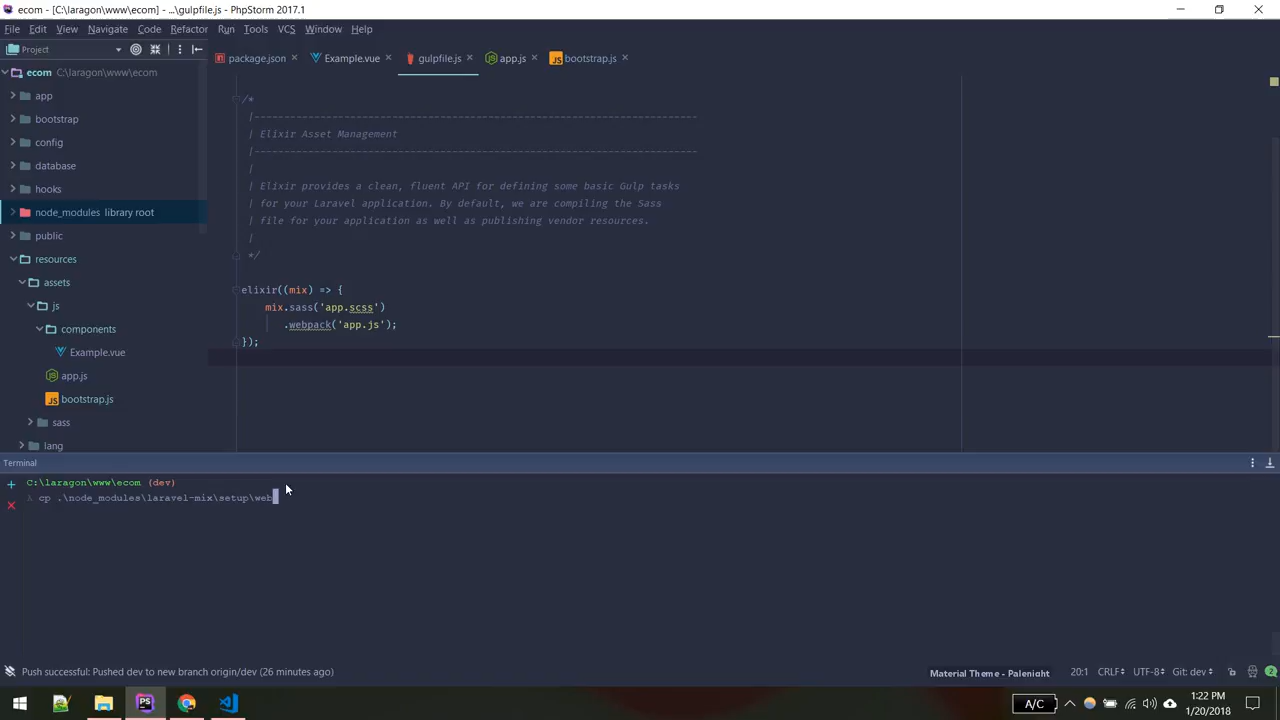 ecom - [C:\laragon\www\ecom] - ...\gulpfile.js - PhpStorm 2017.1
File Edit View Navigate Code Refactor Run Tools VCS Window Help
Project
package.json
Example.vue
gulpfile.js
app.js
bootstrap.js
ecom C:\laragon\www\ecom
app
bootstrap
config
database
hooks
node_modules library root
public
resources
assets
js
components
Example.vue
app.js
bootstrap.js
sass
lang
/*
|--------------------------------------------------------------------------
| Elixir Asset Management
|--------------------------------------------------------------------------
|
| Elixir provides a clean, fluent API for defining some basic Gulp tasks
| for your Laravel application. By default, we are compiling the Sass
| file for your application as well as publishing vendor resources.
|
*/
elixir((mix) => {
mix.sass('app.scss')
.webpack('app.js');
});
Terminal
C:\laragon\www\ecom (dev)
λ cp .\node_modules\laravel-mix\setup\web
Push successful: Pushed dev to new branch origin/dev (26 minutes ago)
Material Theme - Palenight
20:1 CRLF UTF-8 Git: dev 2
PS
A/C
1:22 PM
1/20/2018